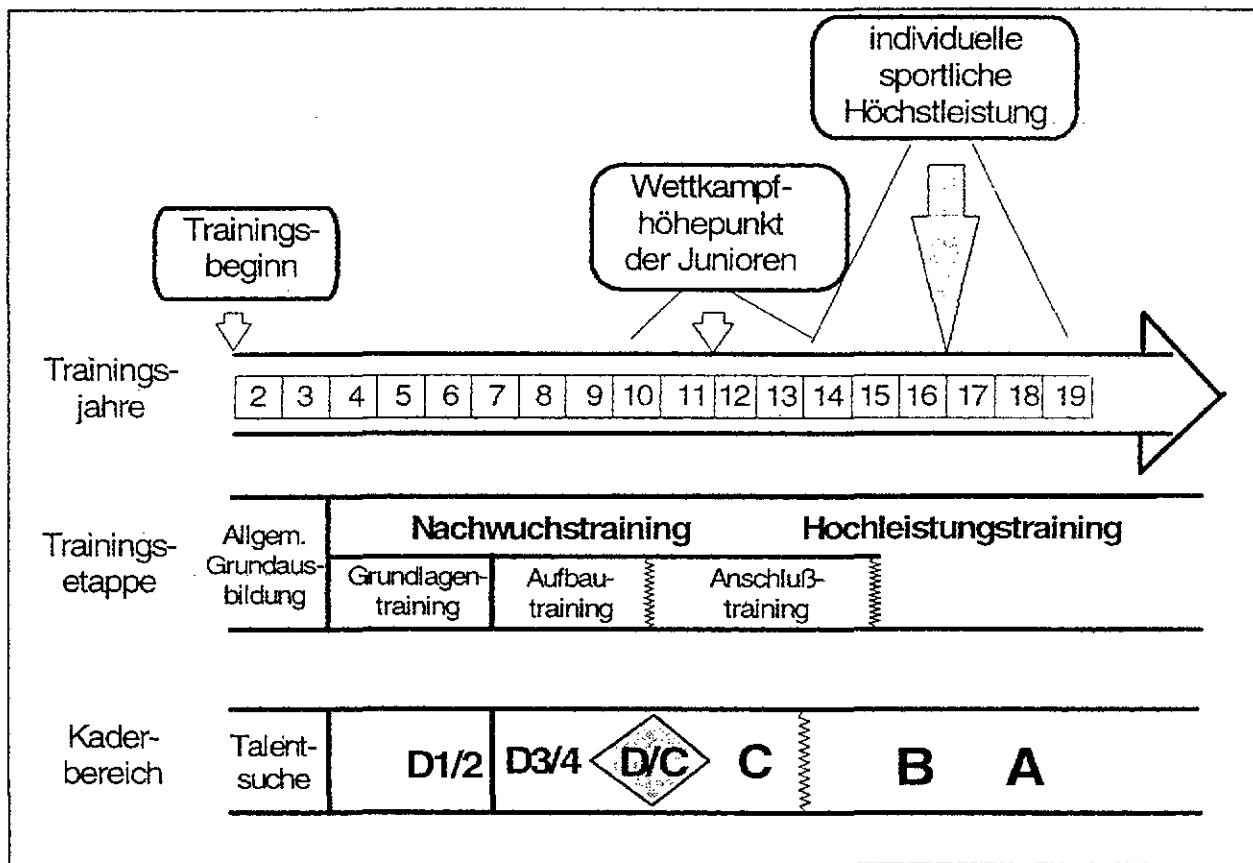 individuelle
sportliche
Höchstleistung
Wettkampf-
höhepunkt
der Junioren
Trainings-
beginn
Trainings-
jahre
2 3 4 5 6 7 8 9 10 11 12 13 14 15 16 17 18 19
Trainings-
etappe
Allgem.
Grundaus-
bildung
Nachwuchstraining
Hochleistungstraining
Grundlagen-
training
Aufbau-
training
Anschluß-
training
Kader-
bereich
Talent-
suche
D1/2 D3/4 D/C C B A